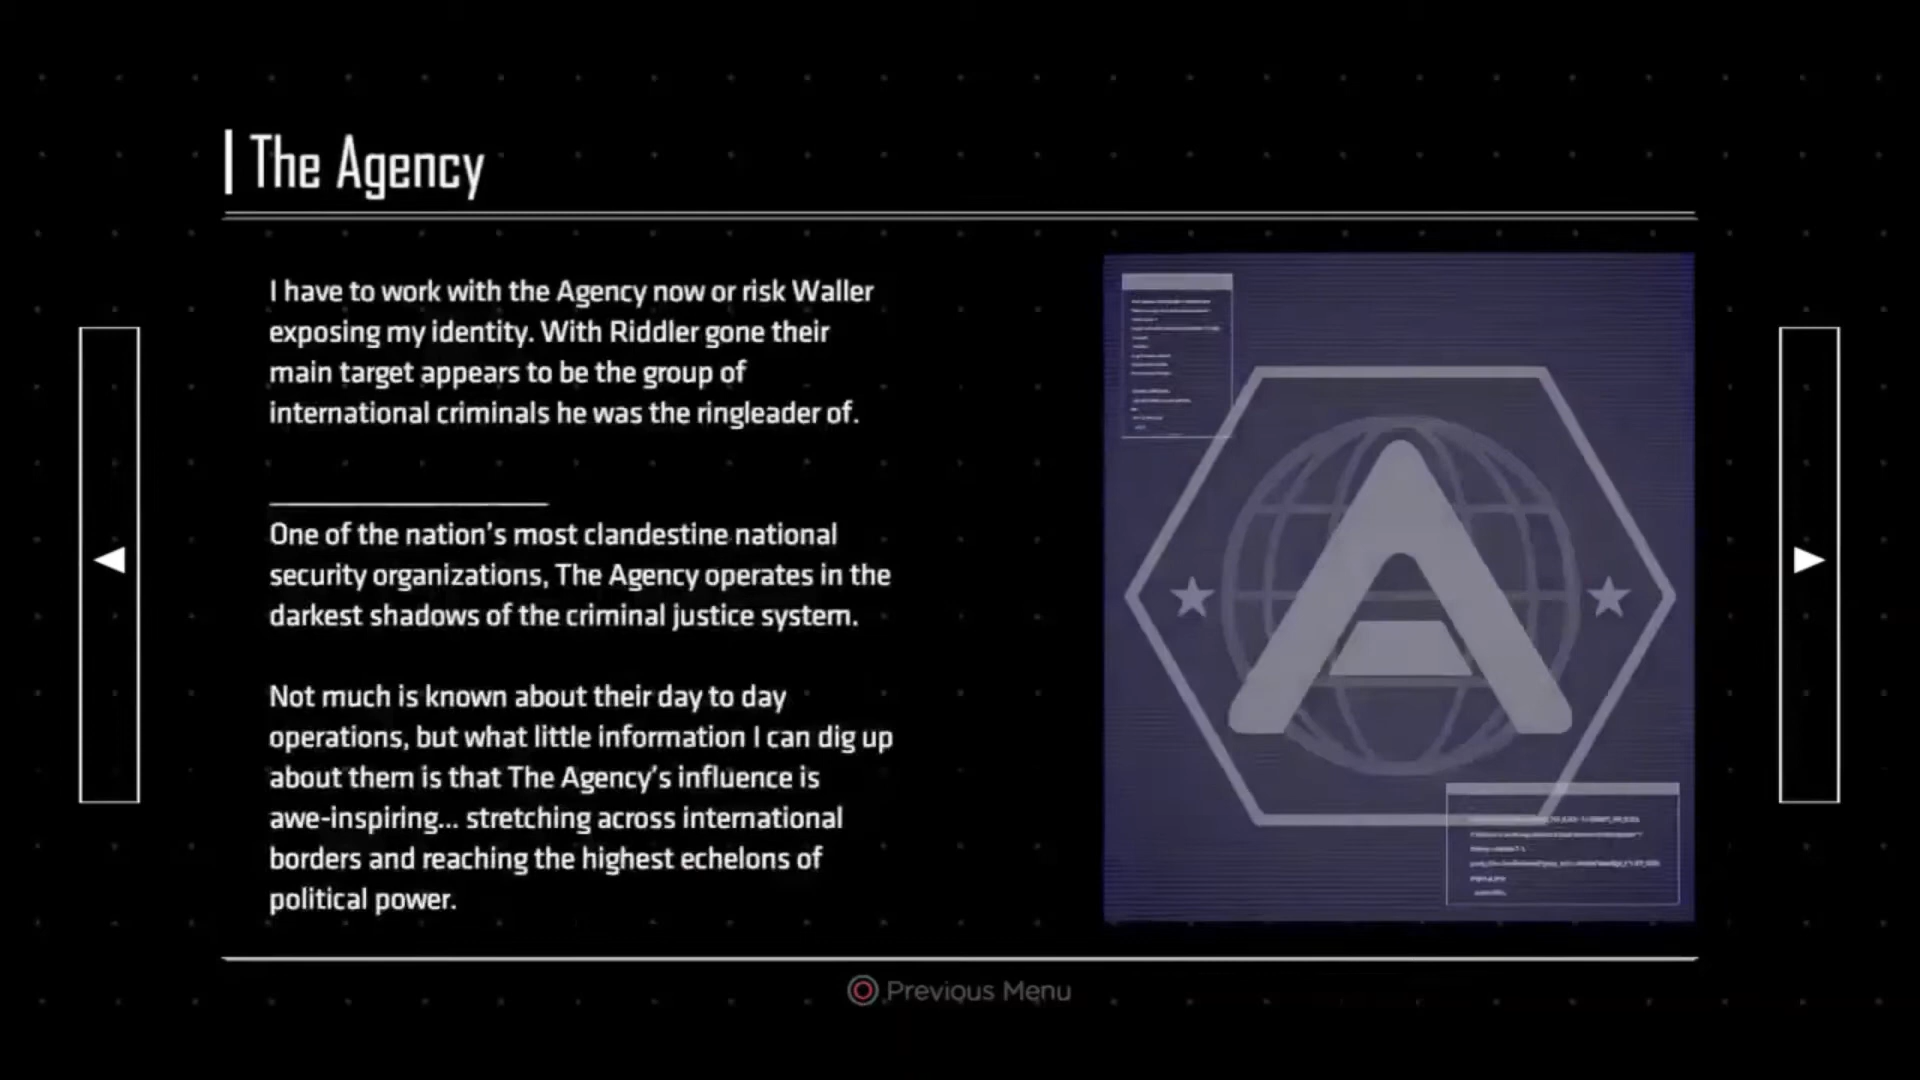 The Agency
I have to work with the Agency now or risk Waller
exposing my identity. With Riddler gone their
main target appears to be the group of
international criminals he was the ringleader of.
One of the nation's most clandestine national
security organizations, The Agency operates in the
darkest shadows of the criminal justice system.
Not much is known about their day to day
operations, but what little information I can dig up
about them is that The Agency's influence is
awe-inspiring... stretching across international
borders and reaching the highest echelons of
political power.
Previous Menu